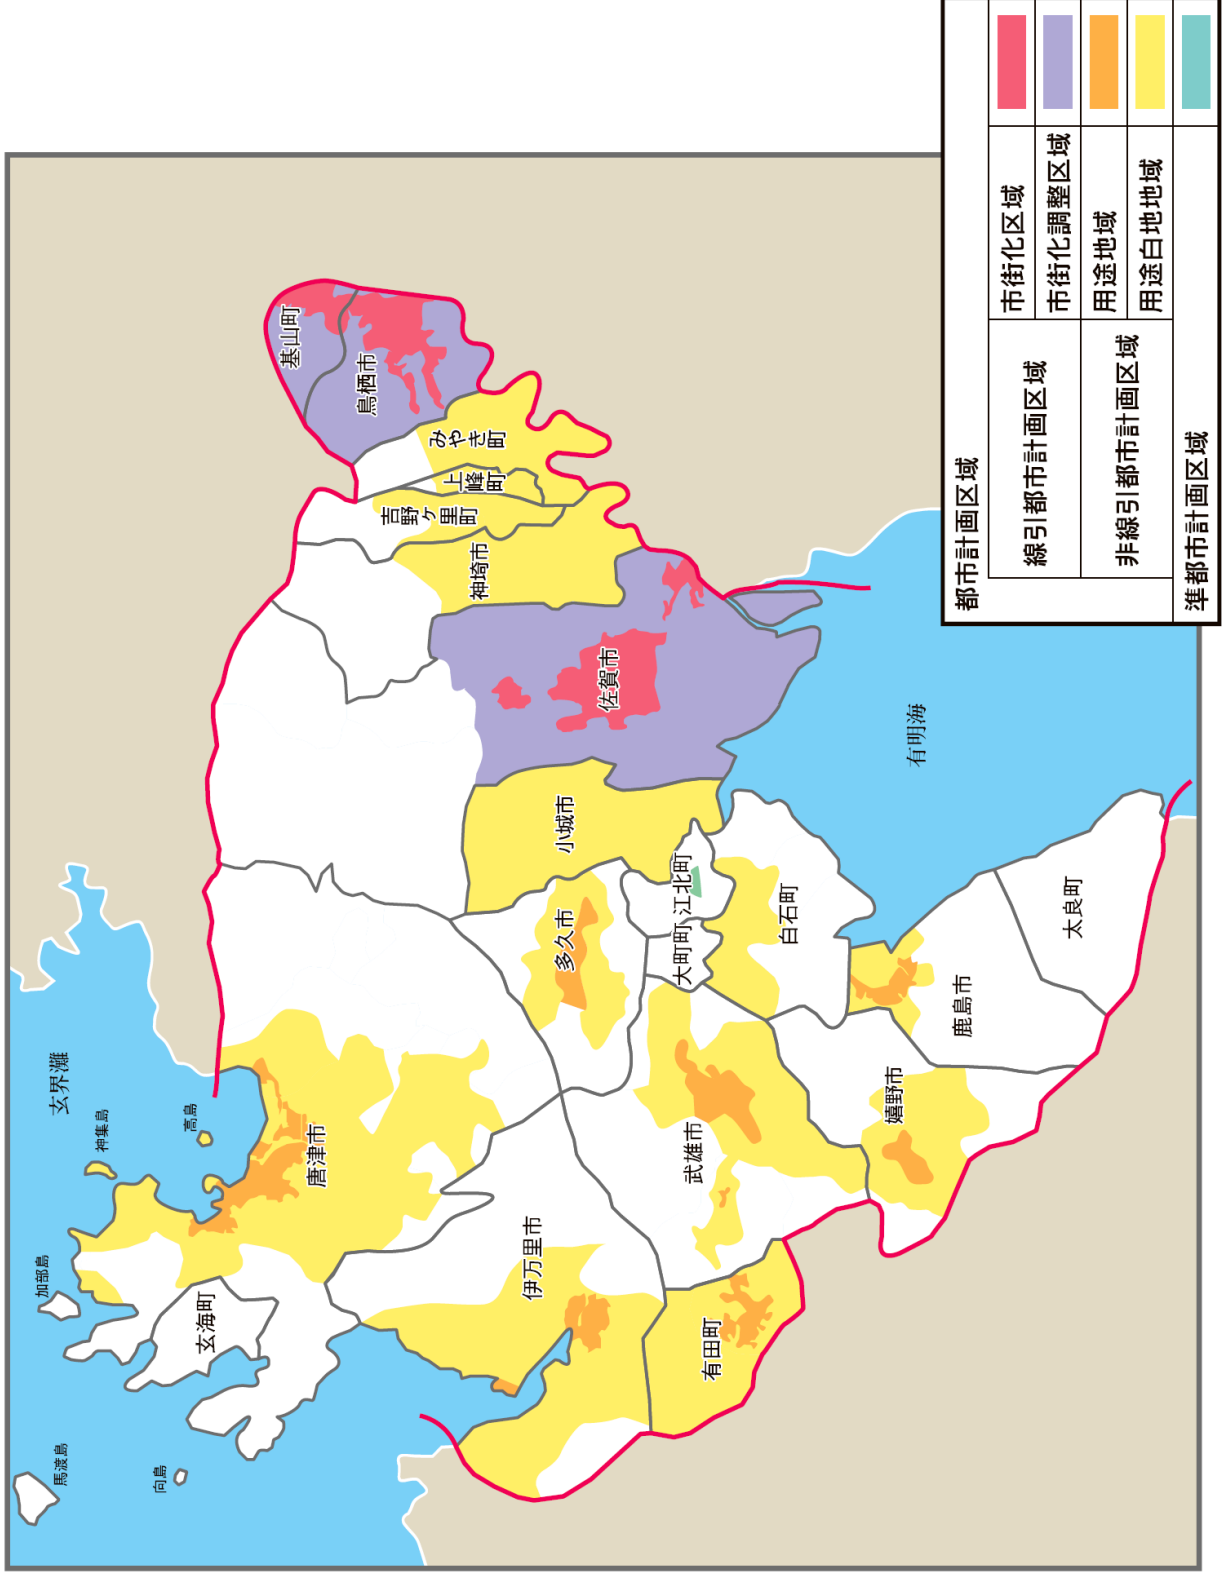 馬渡島
向島
加部島
神集島
高島
玄界灘
玄海町
唐津市
伊万里市
有田町
武雄市
嬉野市
多久市
大町町
江北町
白石町
鹿島市
太良町
小城市
佐賀市
有明海
神埼市
吉野ヶ里町
上峰町
みやき町
鳥栖市
基山町
都市計画区域
線引都市計画区域
市街化区域
市街化調整区域
非線引都市計画区域
用途地域
用途白地地域
準都市計画区域